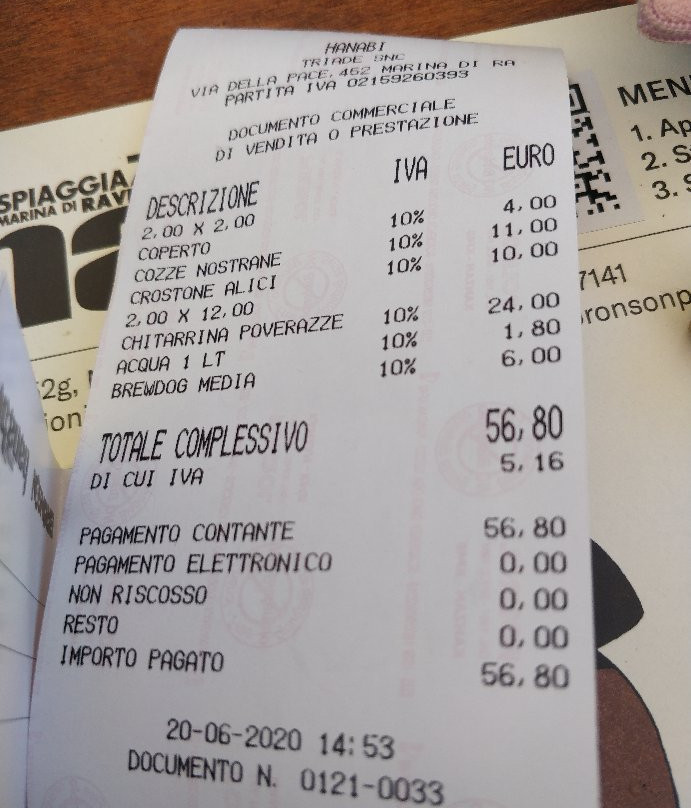 HANABI
TRIADE SNC
VIA DELLA PACE, 452 MARINA DI RA
PARTITA IVA 02159260393
DOCUMENTO COMMERCIALE
DI VENDITA O PRESTAZIONE
DESCRIZIONE IVA EURO
2,00 X 2,00
COPERTO 10% 4,00
COZZE NOSTRANE 10% 11,00
CROSTONE ALICI 10% 10,00
2,00 X 12,00
CHITARRINA POVERAZZE 10% 24,00
ACQUA 1 LT 10% 1,80
BREWDOG MEDIA 10% 6,00
TOTALE COMPLESSIVO 56,80
DI CUI IVA 5,16
PAGAMENTO CONTANTE 56,80
PAGAMENTO ELETTRONICO 0,00
NON RISCOSSO 0,00
RESTO 0,00
IMPORTO PAGATO 56,80
20-06-2020 14:53
DOCUMENTO N. 0121-0033
SPIAGGIA
MARINA DI RAV
na
2g,
ioni
MEN
1. Ap
2. S
3. S
7141
bronsonp